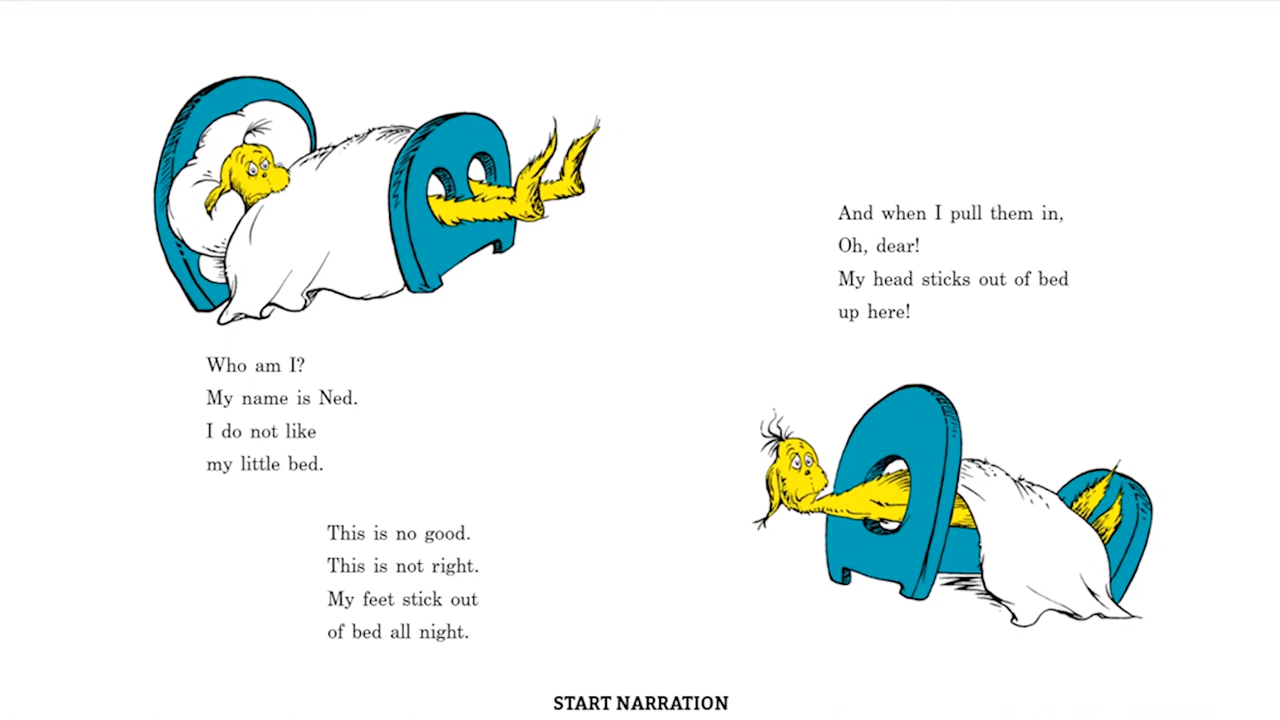 Who am I?
My name is Ned.
I do not like
my little bed.
This is no good.
This is not right.
My feet stick out
of bed all night.
And when I pull them in,
Oh, dear!
My head sticks out of bed
up here!
START NARRATION